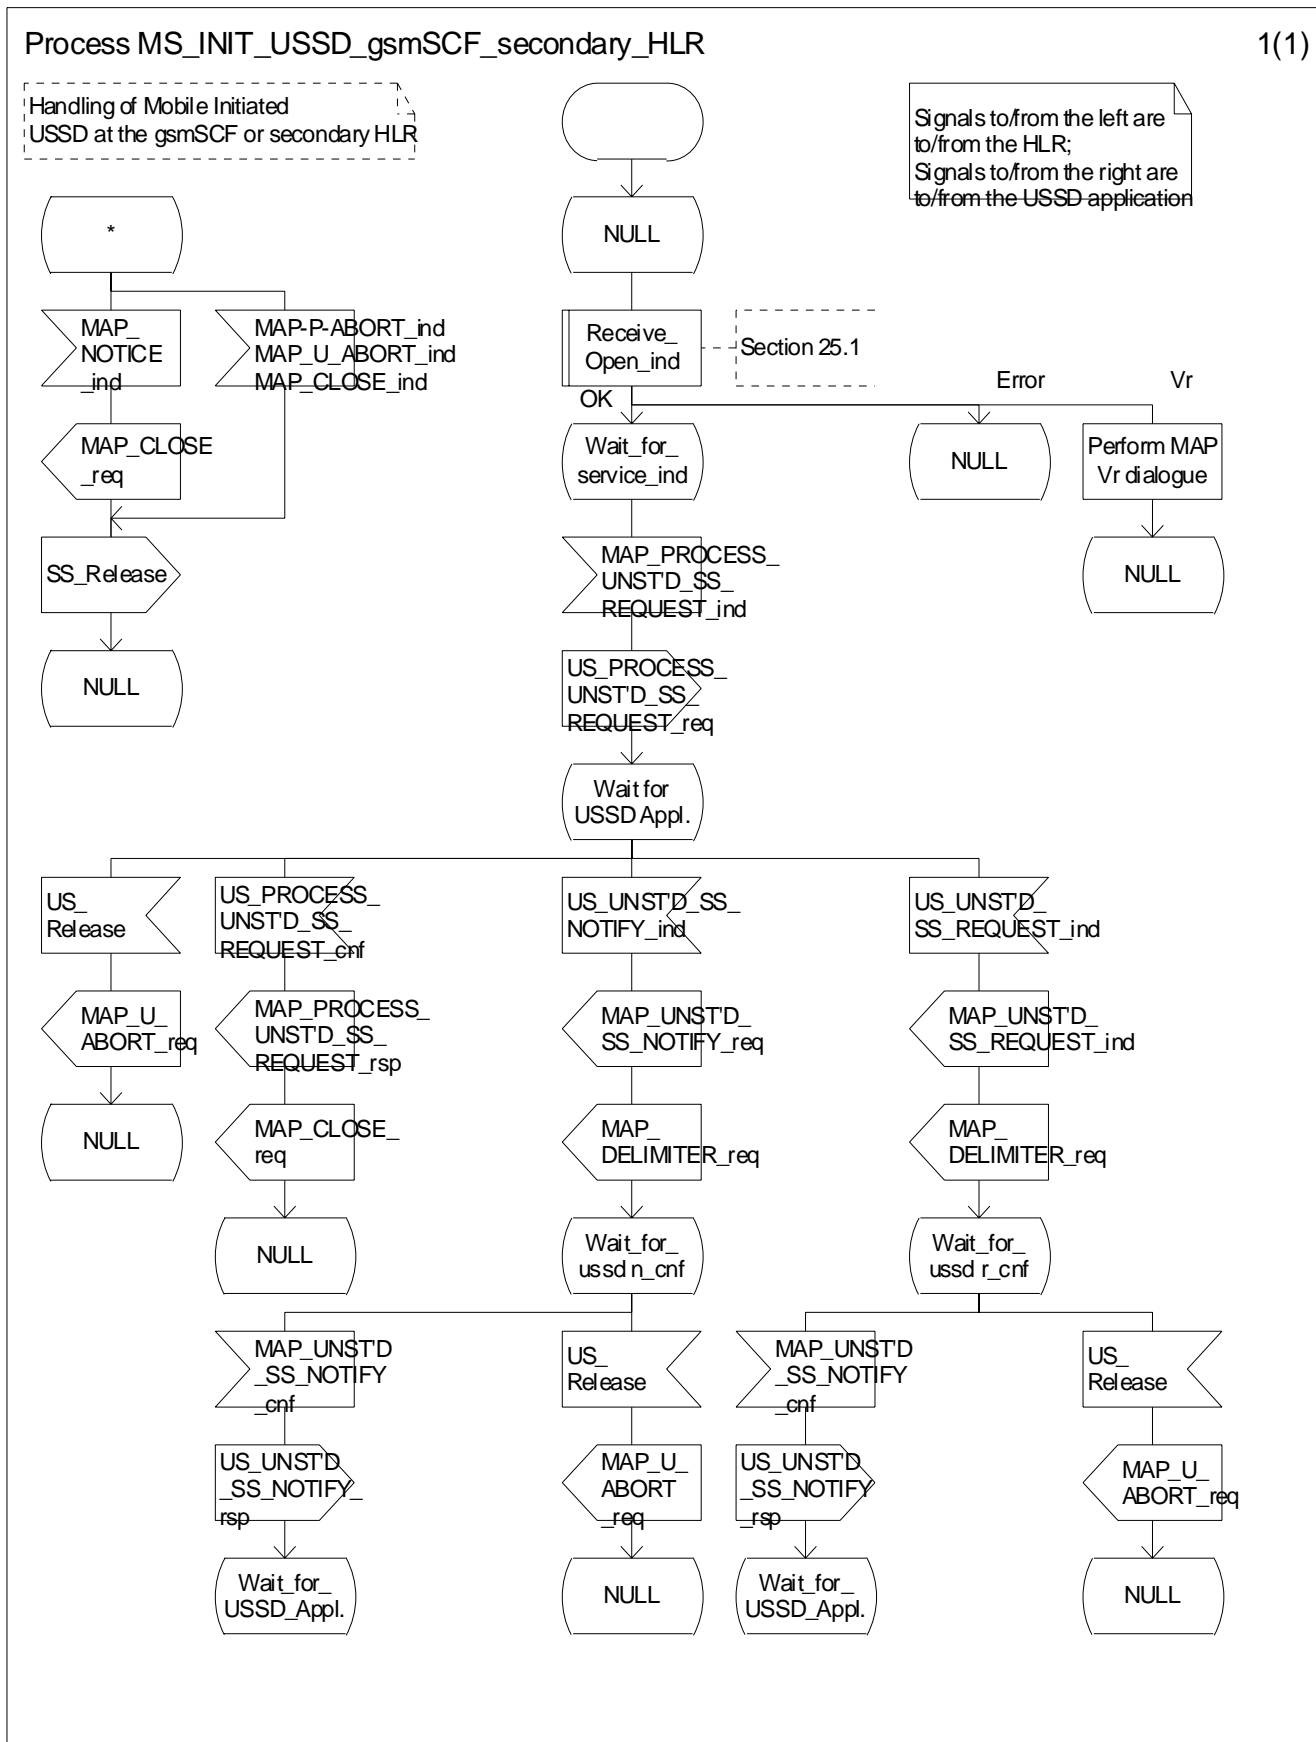 Process MS_INIT_USSD_gsmSCF_secondary_HLR
1(1)
Handling of Mobile Initiated
USSD at the gsmSCF or secondary HLR
Signals to/from the left are
to/from the HLR;
Signals to/from the right are
to/from the USSD application
*
NULL
MAP_
NOTICE
_ind
MAP-P-ABORT_ind
MAP_U_ABORT_ind
MAP_CLOSE_ind
Receive_
Open_ind
Section 25.1
OK
Error
Vr
MAP_CLOSE
_req
Wait_for_
service_ind
NULL
Perform MAP
Vr dialogue
SS_Release
MAP_PROCESS_
UNST'D_SS_
REQUEST_ind
NULL
NULL
US_PROCESS_
UNST'D_SS_
REQUEST_req
Wait for
USSD Appl.
US_
Release
US_PROCESS_
UNST'D_SS_
REQUEST_cnf
US_UNST'D_SS_
NOTIFY_ind
US_UNST'D_
SS_REQUEST_ind
MAP_U_
ABORT_req
MAP_PROCESS_
UNST'D_SS_
REQUEST_rsp
MAP_UNST'D_
SS_NOTIFY_req
MAP_UNST'D_
SS_REQUEST_ind
NULL
MAP_CLOSE_
req
MAP_
DELIMITER_req
MAP_
DELIMITER_req
NULL
Wait_for_
ussd n_cnf
Wait_for_
ussd r_cnf
MAP_UNST'D
_SS_NOTIFY
_cnf
US_
Release
MAP_UNST'D
_SS_NOTIFY
_cnf
US_
Release
US_UNST'D
_SS_NOTIFY_
rsp
MAP_U_
ABORT
_req
US_UNST'D
_SS_NOTIFY
_rsp
MAP_U_
ABORT_req
Wait_for_
USSD_Appl.
NULL
Wait_for_
USSD_Appl.
NULL